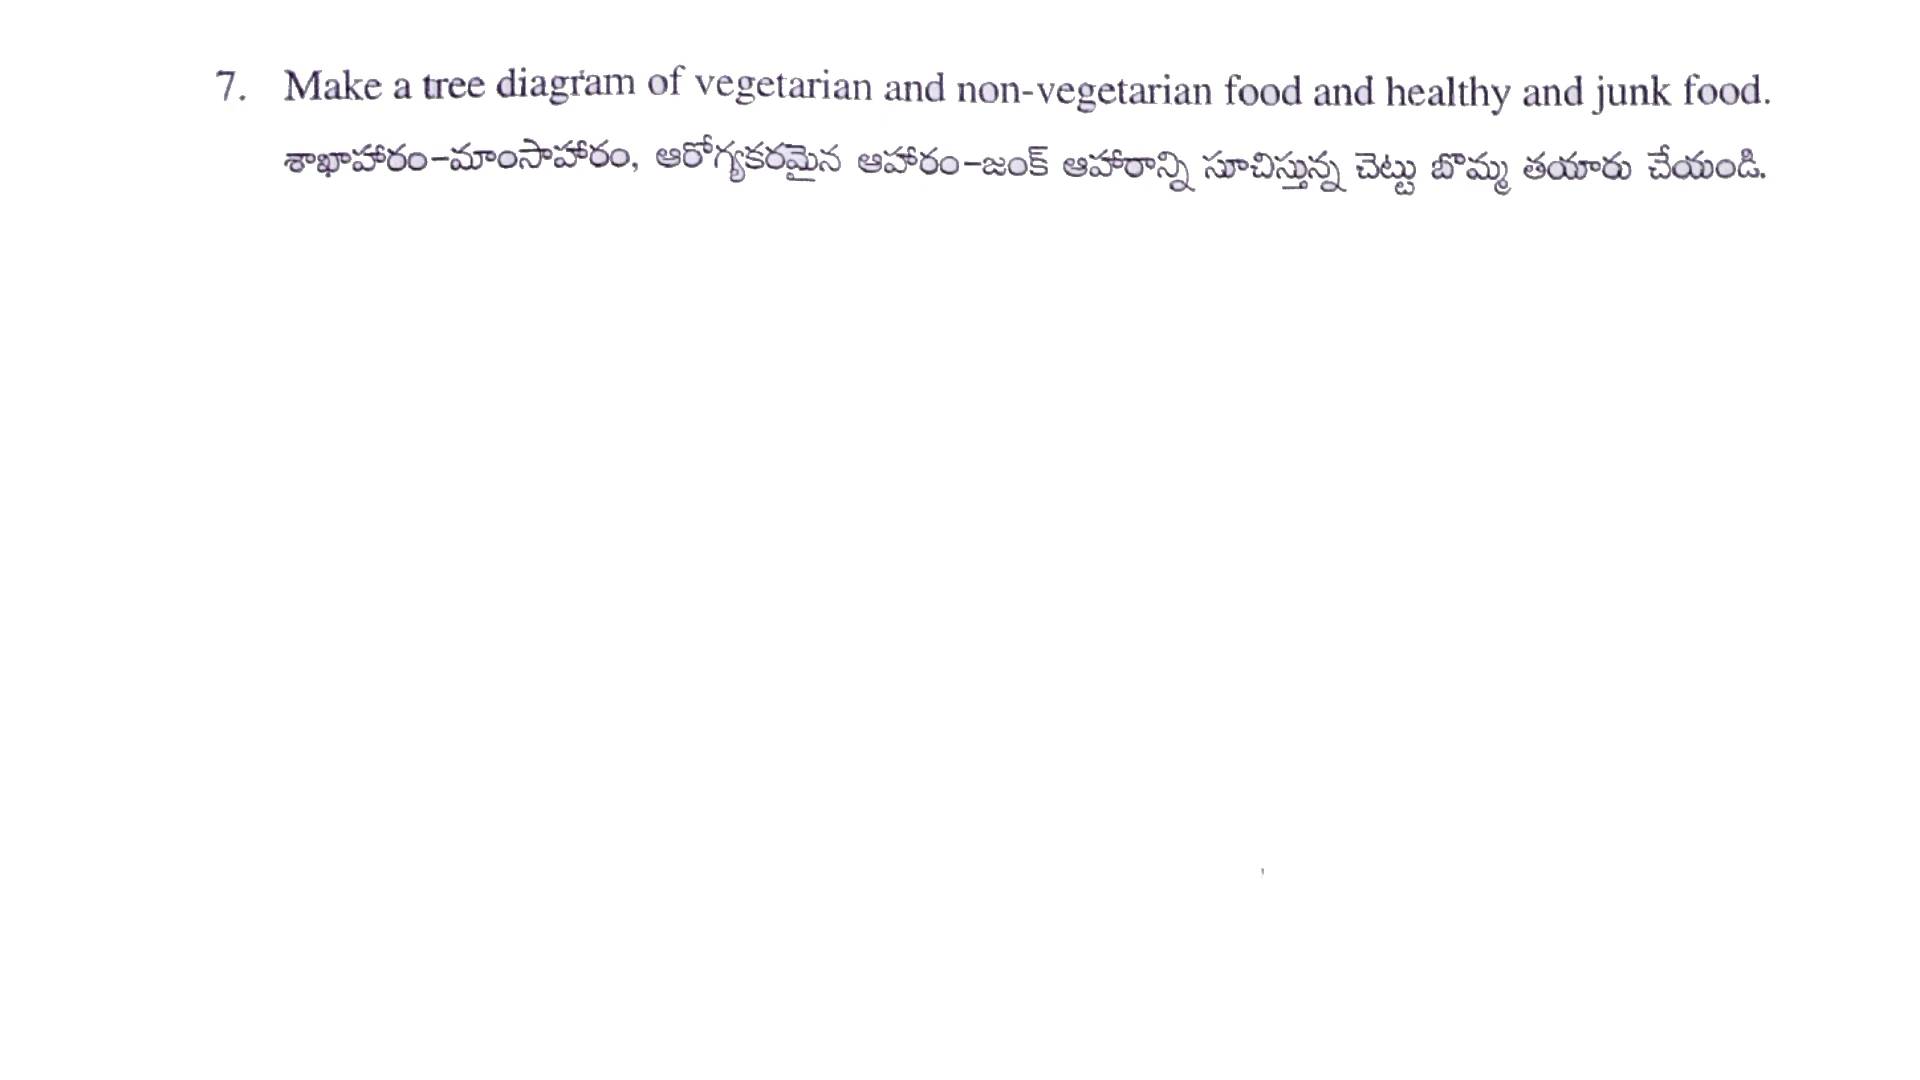 7. Make a tree diagram of vegetarian and non-vegetarian food and healthy and junk food.
శాఖాహారం-మాంసాహారం, ఆరోగ్యకరమైన ఆహారం-జంక్ ఆహారాన్ని సూచిస్తున్న చెట్టు బొమ్మ తయారు చేయండి.